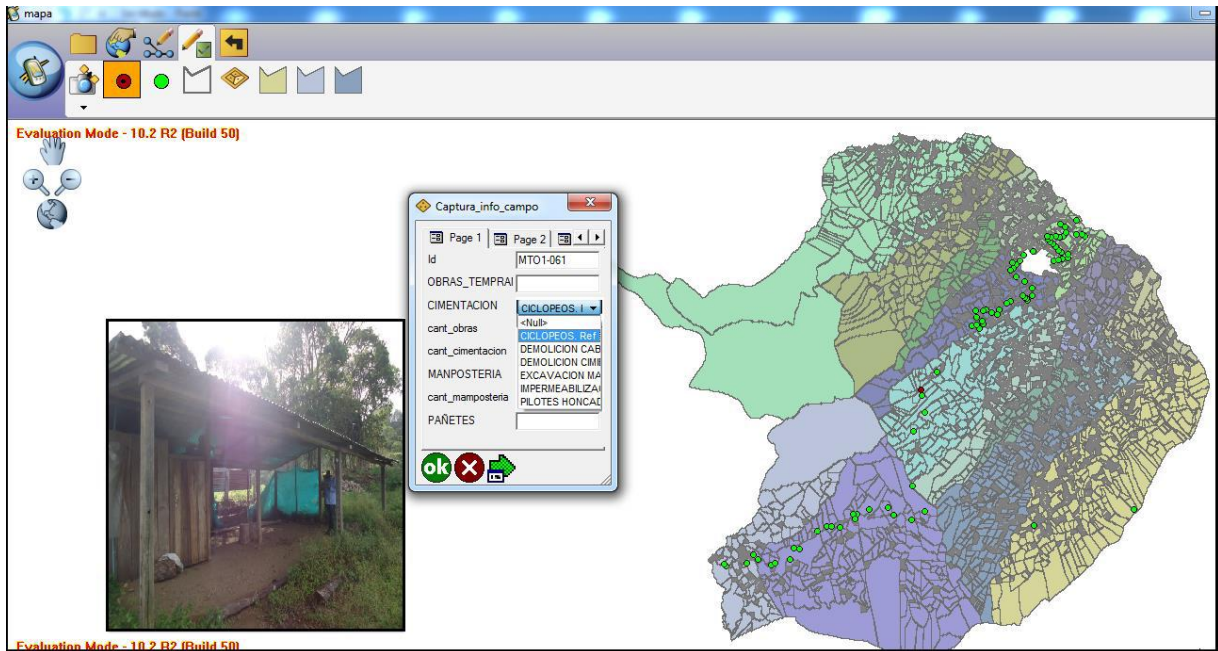 mapa
Evaluation Mode - 10.2 R2 (Build 50)
Captura_info_campo
Page 1 Page 2
Id MTO1-061
OBRAS_TEMPRAI
CIMENTACION CICLOPEOS. I
<Null>
cant_obras CICLOPEOS. Ref
DEMOLICION CAB
cant_cimentacion DEMOLICION CIMI
MANPOSTERIA EXCAVACION MA
IMPERMEABILIZA
cant_mamposteria PILOTES HONCAD
PAÑETES
ok
Evaluation Mode - 10.2 R2 (Build 50)